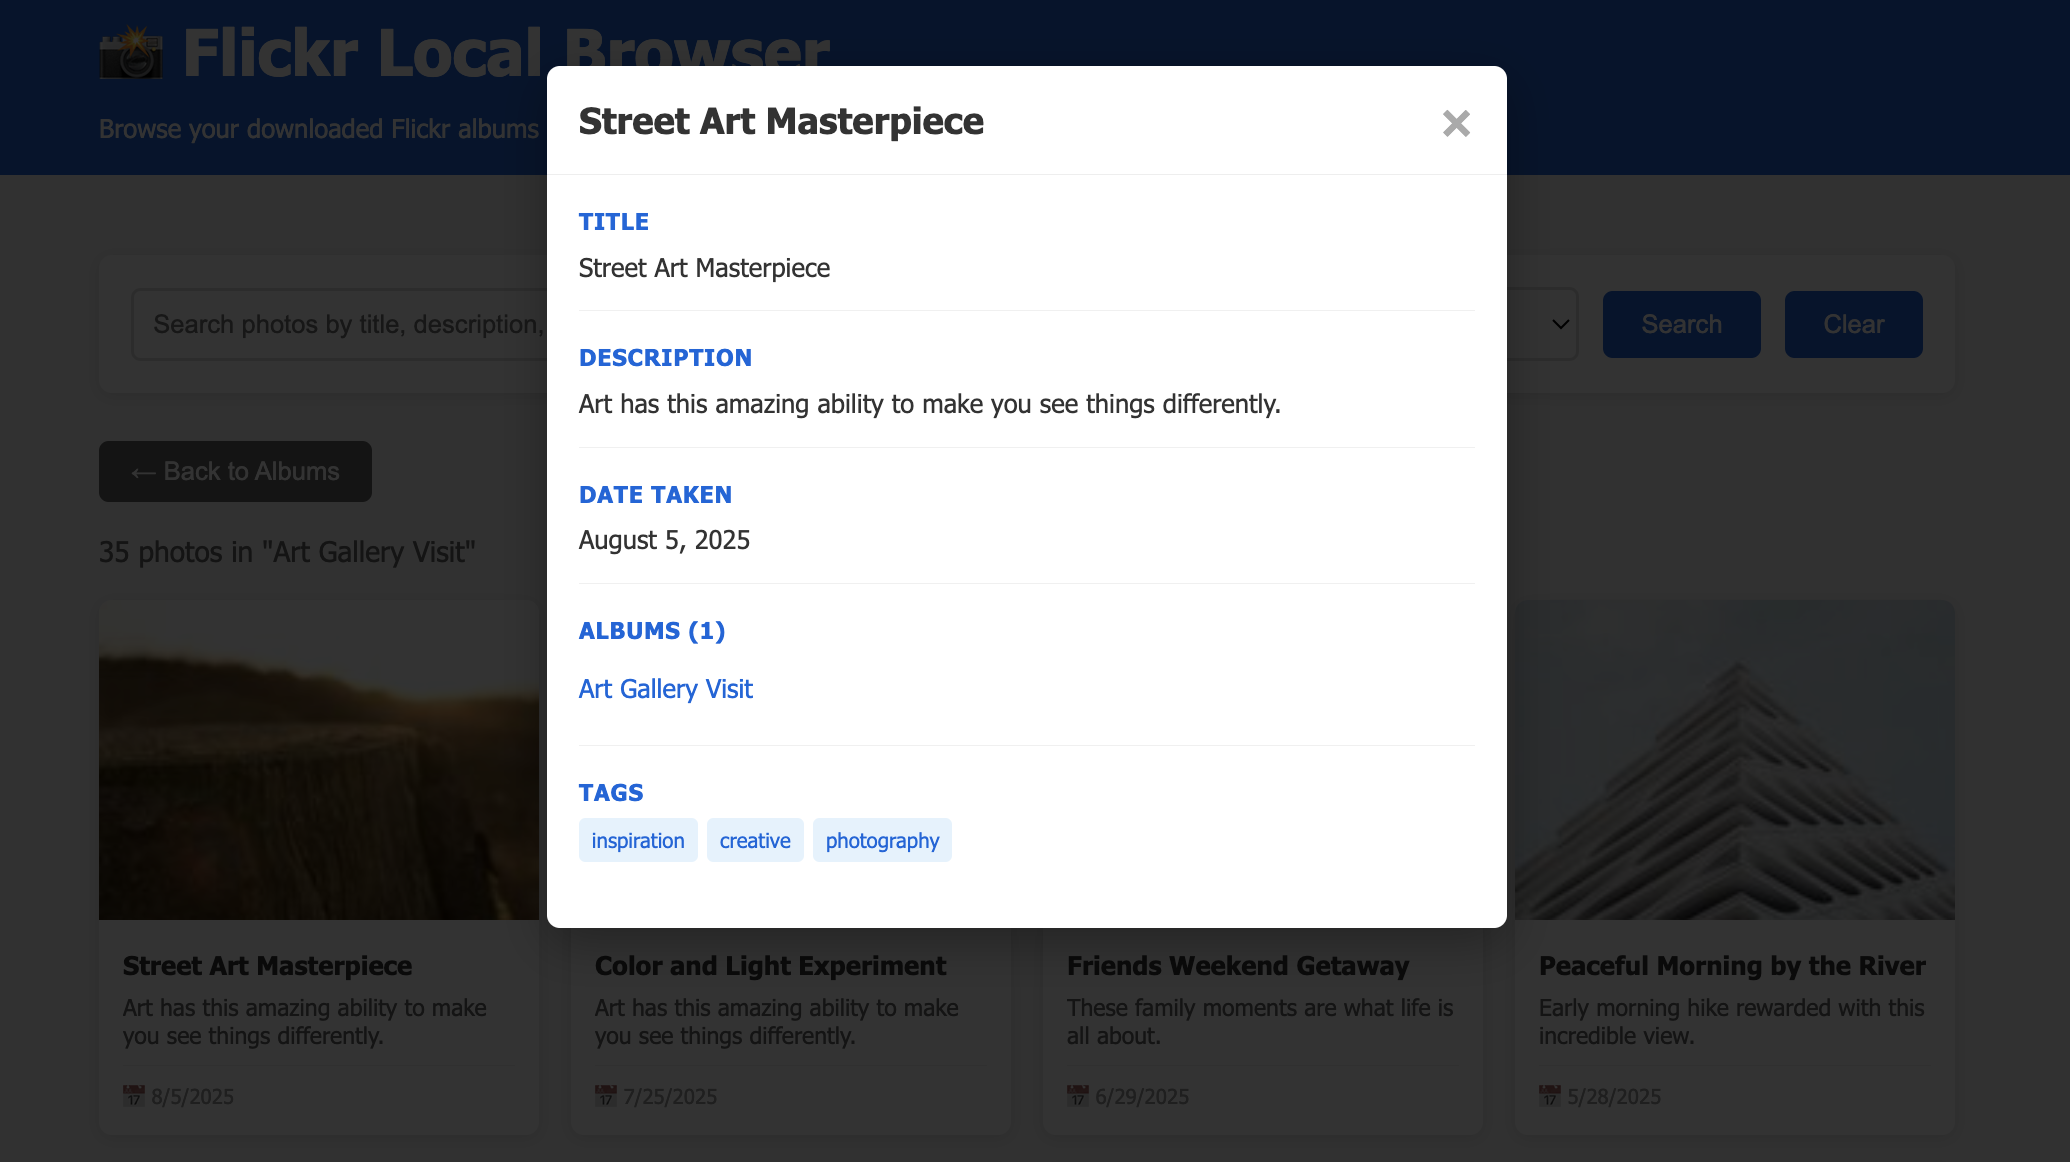 Flickr Local Browser
Browse your downloaded Flickr albums
Street Art Masterpiece
×
TITLE
Street Art Masterpiece
DESCRIPTION
Art has this amazing ability to make you see things differently.
DATE TAKEN
August 5, 2025
ALBUMS (1)
Art Gallery Visit
TAGS
inspiration creative photography
Search photos by title, description,
Search
Clear
← Back to Albums
35 photos in "Art Gallery Visit"
Street Art Masterpiece
Art has this amazing ability to make
you see things differently.
8/5/2025
Color and Light Experiment
Art has this amazing ability to make
you see things differently.
7/25/2025
Friends Weekend Getaway
These family moments are what life is
all about.
6/29/2025
Peaceful Morning by the River
Early morning hike rewarded with this
incredible view.
5/28/2025